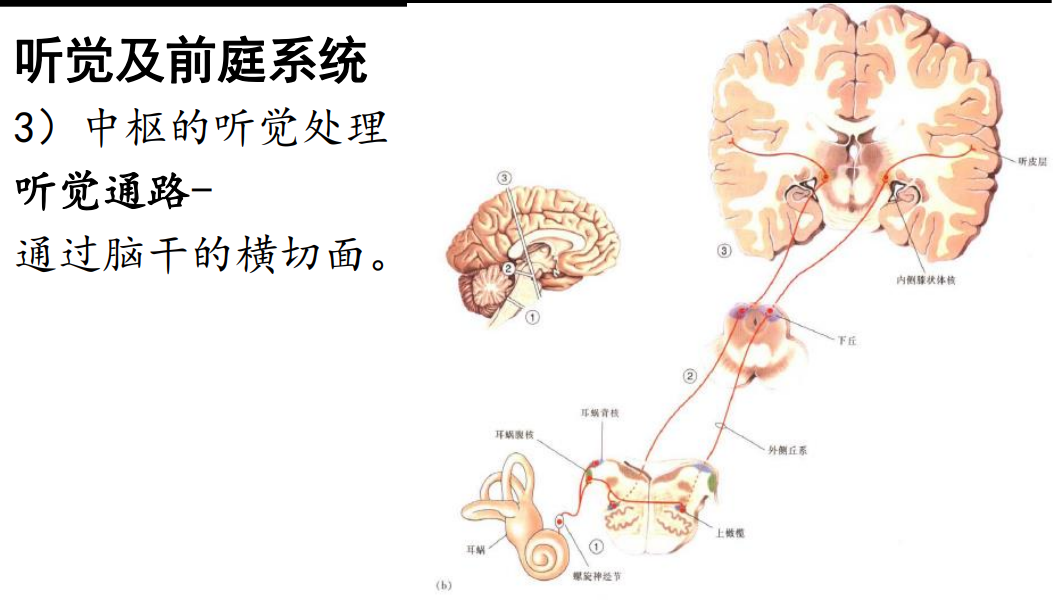 听觉及前庭系统
3）中枢的听觉处理
听觉通路-
通过脑干的横切面。
③
②
①
听皮层
③
内侧膝状体核
下丘
②
耳蜗背核
耳蜗腹核
外侧丘系
上橄榄
耳蜗
①
螺旋神经节
(b)